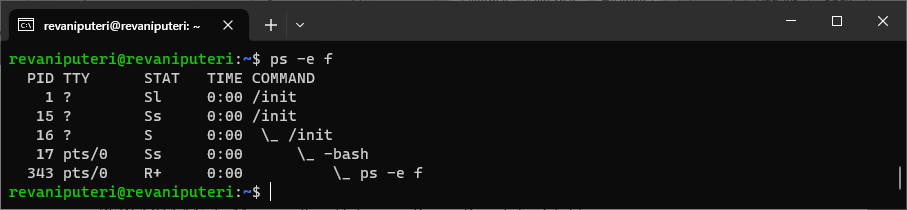 revaniputeri@revaniputeri: ~
revaniputeri@revaniputeri:~$ ps -e f
  PID TTY      STAT   TIME COMMAND
    1 ?        Sl     0:00 /init
   15 ?        Ss     0:00 /init
   16 ?        S      0:00  \_ /init
   17 pts/0    Ss     0:00      \_ -bash
  343 pts/0    R+     0:00          \_ ps -e f
revaniputeri@revaniputeri:~$